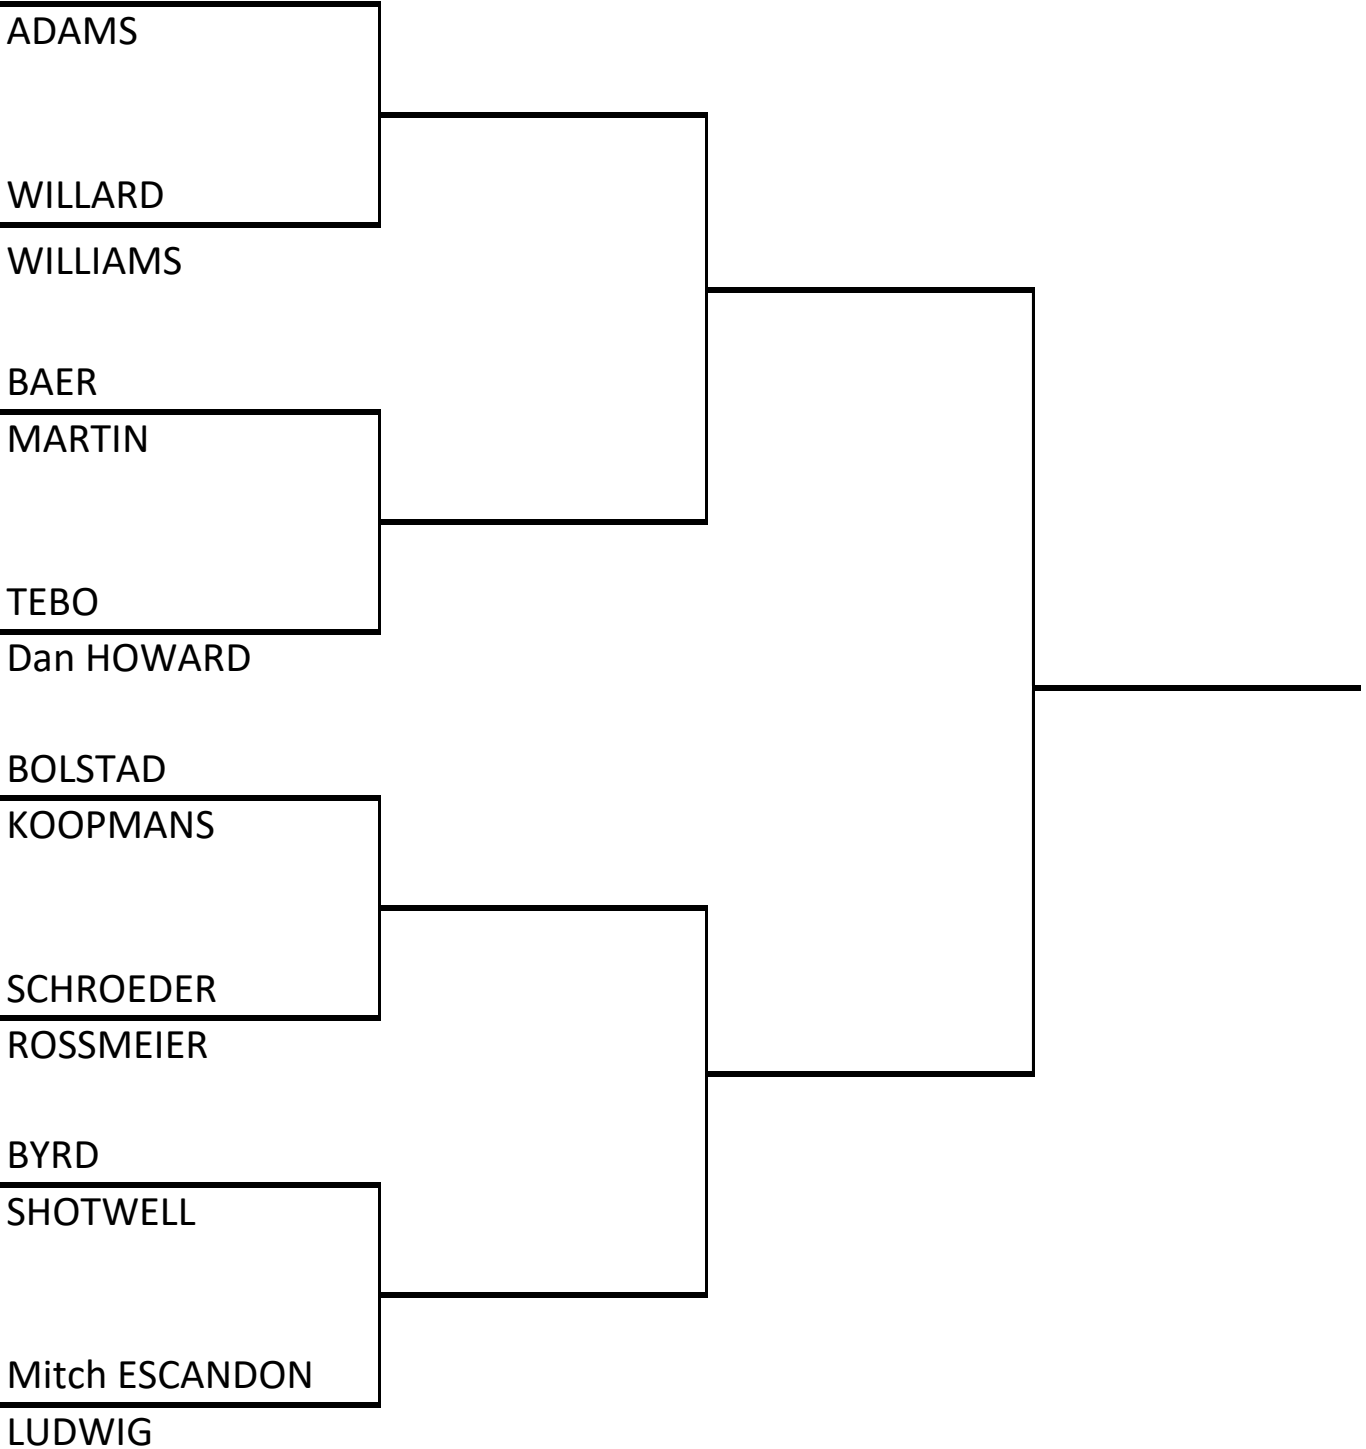 ADAMS
WILLARD
WILLIAMS
BAER
MARTIN
TEBO
Dan HOWARD
BOLSTAD
KOOPMANS
SCHROEDER
ROSSMEIER
BYRD
SHOTWELL
Mitch ESCANDON
LUDWIG